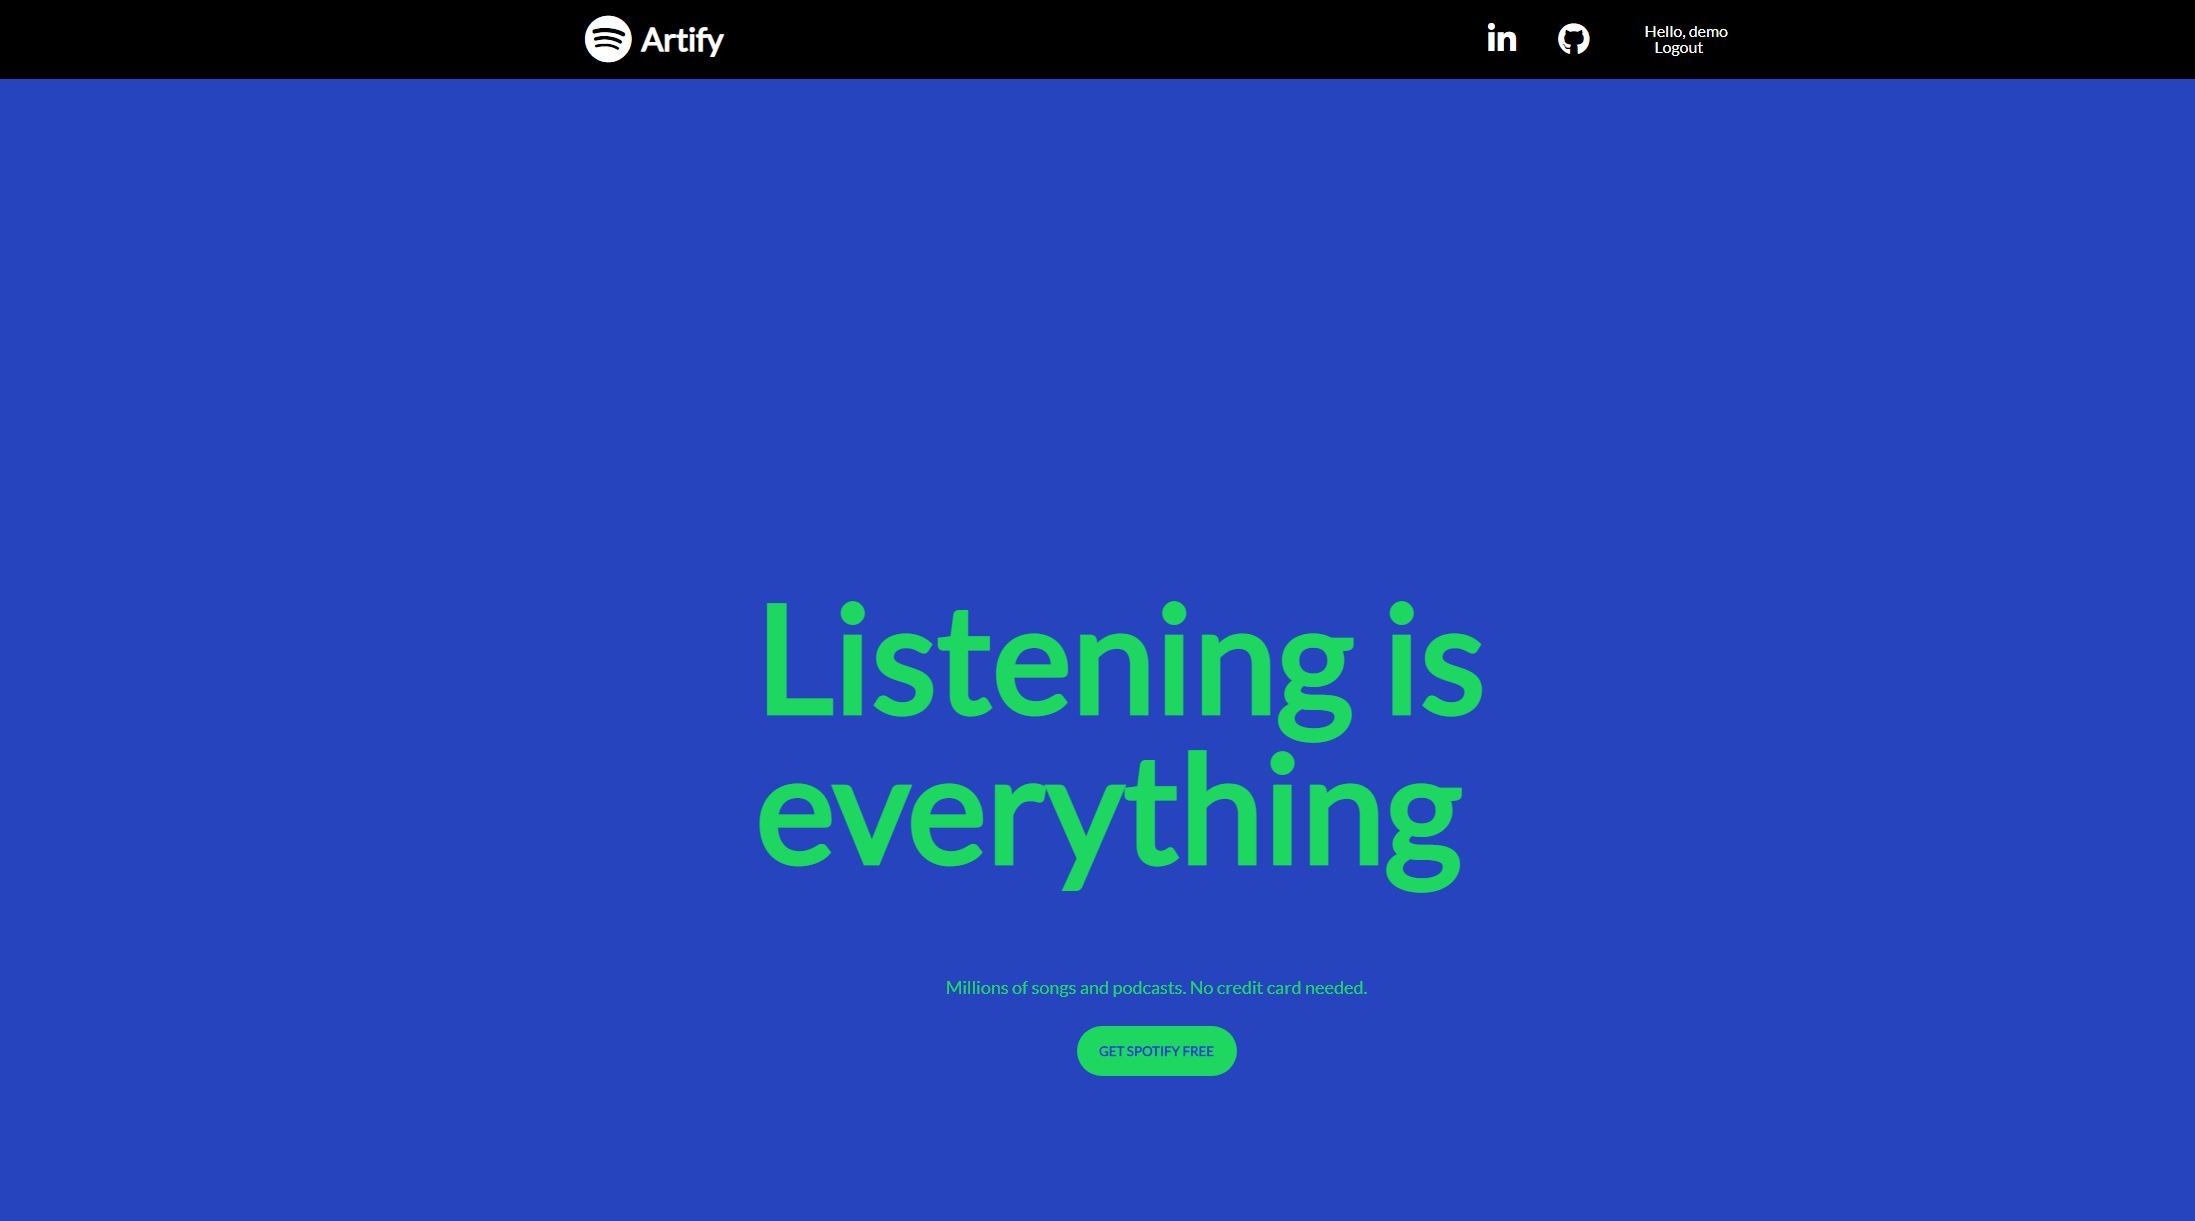 Artify
in
Hello, demo
Logout
Listening is
everything
Millions of songs and podcasts. No credit card needed.
GET SPOTIFY FREE